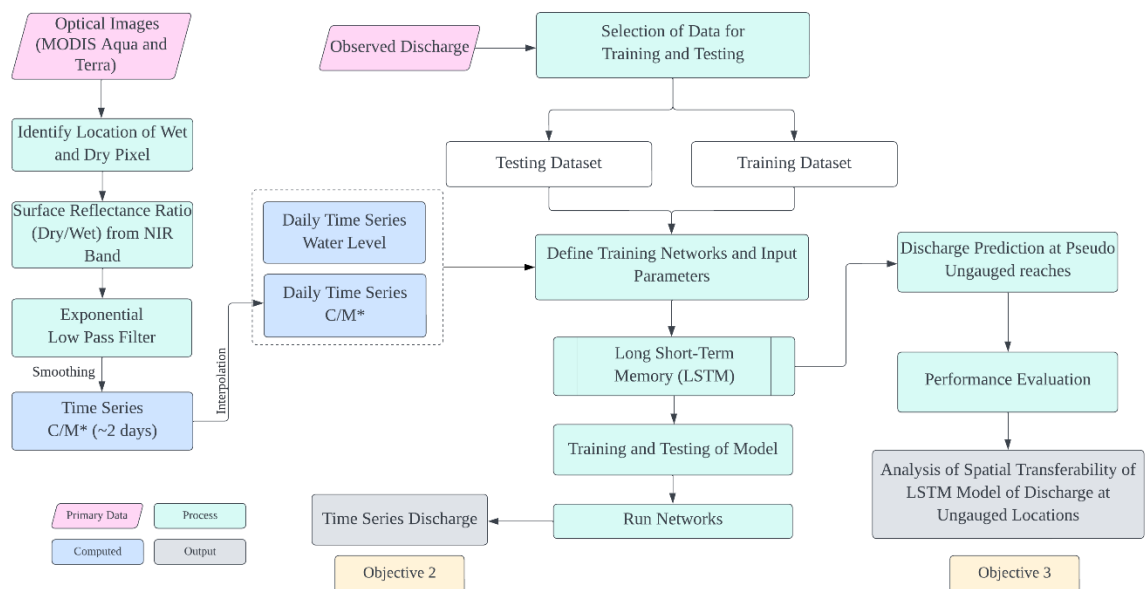 Optical Images
(MODIS Aqua and
Terra)
Identify Location of Wet
and Dry Pixel
Surface Reflectance Ratio
(Dry/Wet) from NIR
Band
Exponential
Low Pass Filter
Smoothing
Time Series
C/M* (~2 days)
Interpolation
Daily Time Series
Water Level
Daily Time Series
C/M*
Observed Discharge
Selection of Data for
Training and Testing
Testing Dataset
Training Dataset
Define Training Networks and Input
Parameters
Long Short-Term
Memory (LSTM)
Training and Testing of Model
Run Networks
Time Series Discharge
Objective 2
Discharge Prediction at Pseudo
Ungauged reaches
Performance Evaluation
Analysis of Spatial Transferability of
LSTM Model of Discharge at
Ungauged Locations
Objective 3
Primary Data
Process
Computed
Output